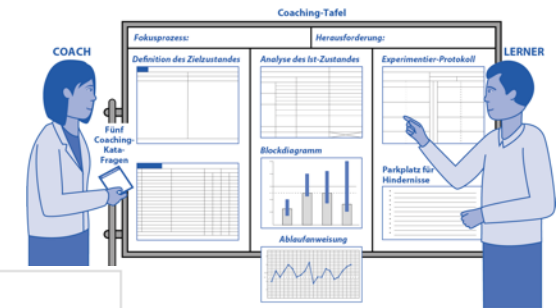 Coaching-Tafel
Fokusprozess:
Herausforderung:
COACH
LERNER
Definition des Zielzustandes
Analyse des Ist-Zustandes
Experimentier-Protokoll
Fünf
Coaching-
Kata-
Fragen
Blockdiagramm
Parkplatz für
Hindernisse
Ablaufanweisung